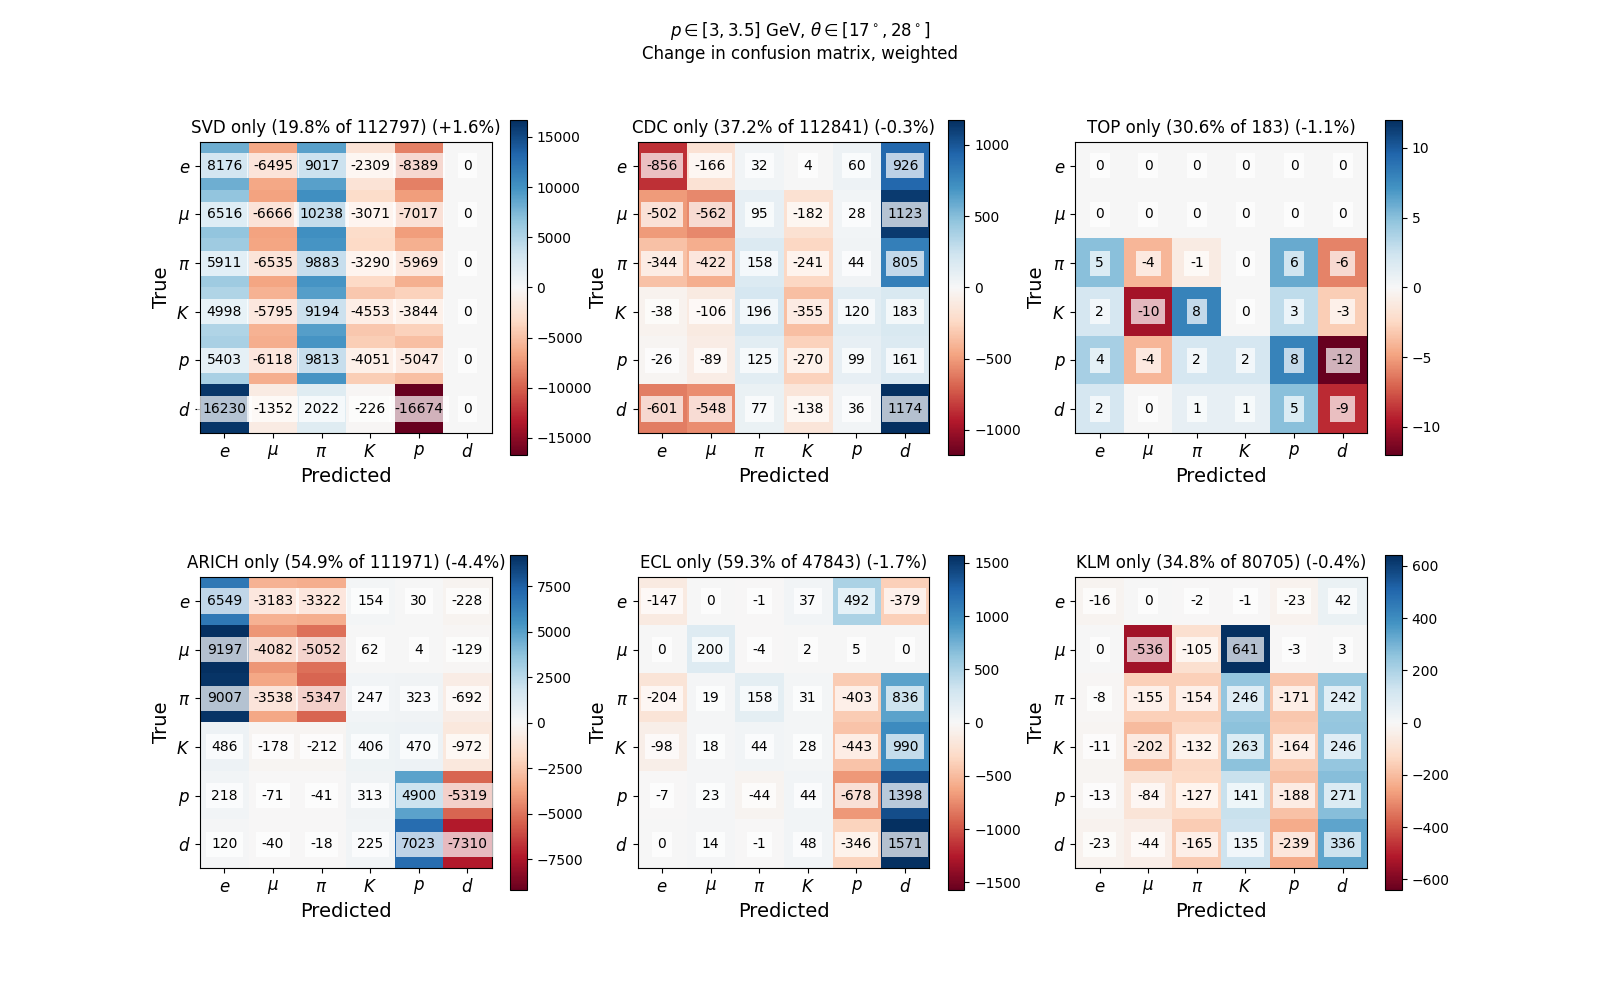 p ∈ [3, 3.5] GeV, θ ∈ [17°, 28°]
Change in confusion matrix, weighted
SVD only (19.8% of 112797) (+1.6%)
True
e 8176 -6495 9017 -2309 -8389 0
μ 6516 -6666 10238 -3071 -7017 0
π 5911 -6535 9883 -3290 -5969 0
K 4998 -5795 9194 -4553 -3844 0
p 5403 -6118 9813 -4051 -5047 0
d 16230 -1352 2022 -226 -16674 0
e μ π K p d
Predicted
15000
10000
5000
0
−5000
−10000
−15000
CDC only (37.2% of 112841) (-0.3%)
True
e -856 -166 32 4 60 926
μ -502 -562 95 -182 28 1123
π -344 -422 158 -241 44 805
K -38 -106 196 -355 120 183
p -26 -89 125 -270 99 161
d -601 -548 77 -138 36 1174
e μ π K p d
Predicted
1000
500
0
−500
−1000
TOP only (30.6% of 183) (-1.1%)
True
e 0 0 0 0 0 0
μ 0 0 0 0 0 0
π 5 -4 -1 0 6 -6
K 2 -10 8 0 3 -3
p 4 -4 2 2 8 -12
d 2 0 1 1 5 -9
e μ π K p d
Predicted
10
5
0
−5
−10
ARICH only (54.9% of 111971) (-4.4%)
True
e 6549 -3183 -3322 154 30 -228
μ 9197 -4082 -5052 62 4 -129
π 9007 -3538 -5347 247 323 -692
K 486 -178 -212 406 470 -972
p 218 -71 -41 313 4900 -5319
d 120 -40 -18 225 7023 -7310
e μ π K p d
Predicted
7500
5000
2500
0
−2500
−5000
−7500
ECL only (59.3% of 47843) (-1.7%)
True
e -147 0 -1 37 492 -379
μ 0 200 -4 2 5 0
π -204 19 158 31 -403 836
K -98 18 44 28 -443 990
p -7 23 -44 44 -678 1398
d 0 14 -1 48 -346 1571
e μ π K p d
Predicted
1500
1000
500
0
−500
−1000
−1500
KLM only (34.8% of 80705) (-0.4%)
True
e -16 0 -2 -1 -23 42
μ 0 -536 -105 641 -3 3
π -8 -155 -154 246 -171 242
K -11 -202 -132 263 -164 246
p -13 -84 -127 141 -188 271
d -23 -44 -165 135 -239 336
e μ π K p d
Predicted
600
400
200
0
−200
−400
−600